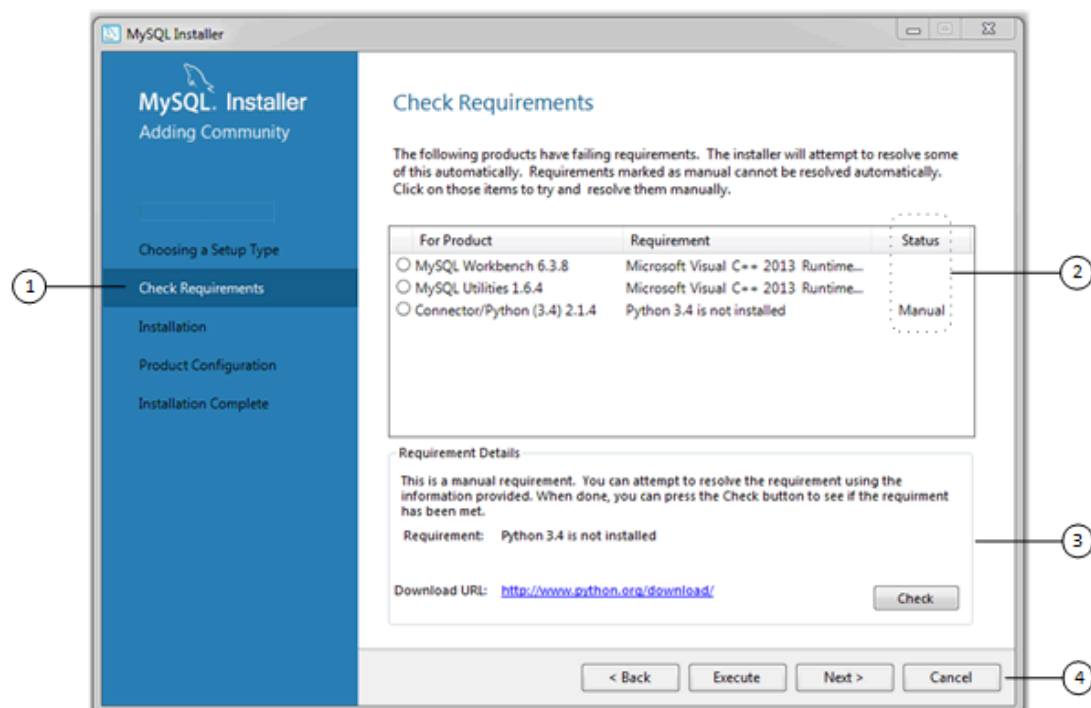 MySQL Installer
MySQL. Installer
Adding Community
Choosing a Setup Type
Check Requirements
Installation
Product Configuration
Installation Complete
Check Requirements
The following products have failing requirements. The installer will attempt to resolve some
of this automatically. Requirements marked as manual cannot be resolved automatically.
Click on those items to try and resolve them manually.
For Product Requirement Status
MySQL Workbench 6.3.8 Microsoft Visual C++ 2013 Runtime...
MySQL Utilities 1.6.4 Microsoft Visual C++ 2013 Runtime...
Connector/Python (3.4) 2.1.4 Python 3.4 is not installed Manual
Requirement Details
This is a manual requirement. You can attempt to resolve the requirement using the
information provided. When done, you can press the Check button to see if the requirment
has been met.
Requirement: Python 3.4 is not installed
Download URL: http://www.python.org/download/
Check
< Back Execute Next > Cancel
1
2
3
4